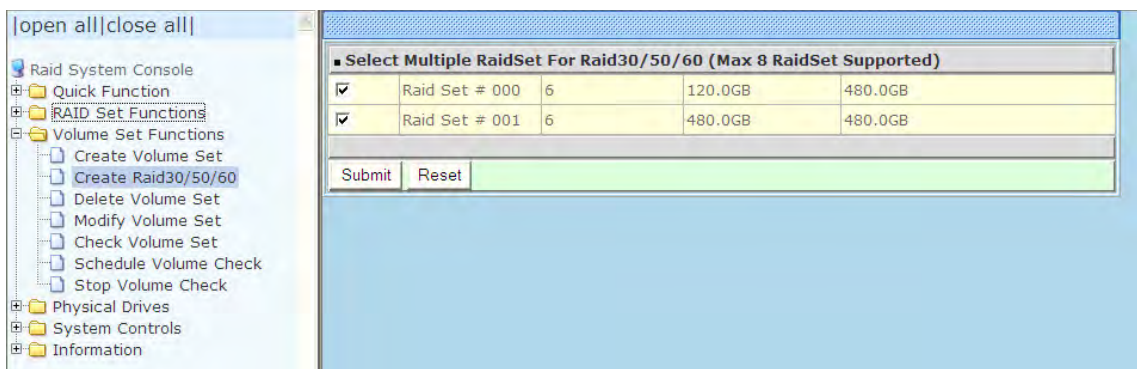 |open all|close all|
Raid System Console
Quick Function
RAID Set Functions
Volume Set Functions
Create Volume Set
Create Raid30/50/60
Delete Volume Set
Modify Volume Set
Check Volume Set
Schedule Volume Check
Stop Volume Check
Physical Drives
System Controls
Information
Select Multiple RaidSet For Raid30/50/60 (Max 8 RaidSet Supported)
Raid Set # 000 6 120.0GB 480.0GB
Raid Set # 001 6 480.0GB 480.0GB
Submit Reset